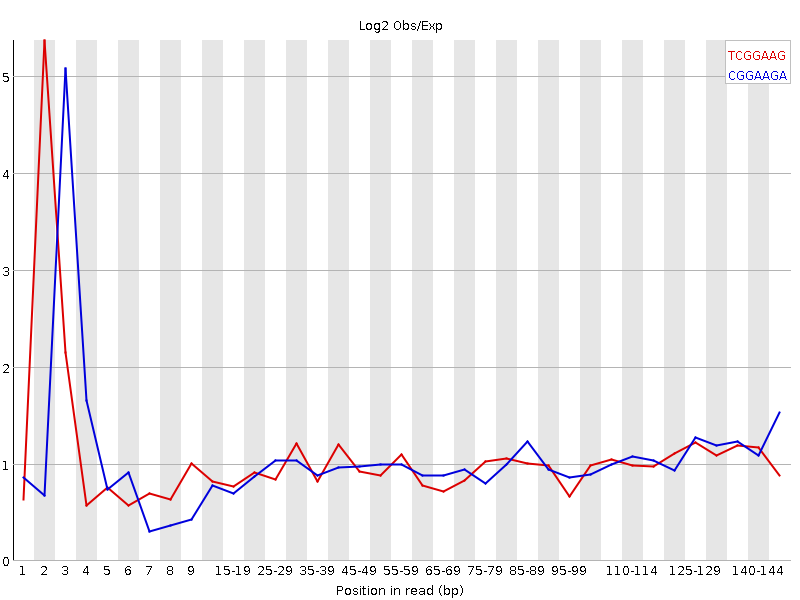 Log2 Obs/Exp
TCGGAAG
CGGAAGA
5
4
3
2
1
0
1 2 3 4 5 6 7 8 9 15-19 25-29 35-39 45-49 55-59 65-69 75-79 85-89 95-99 110-114 125-129 140-144
Position in read (bp)